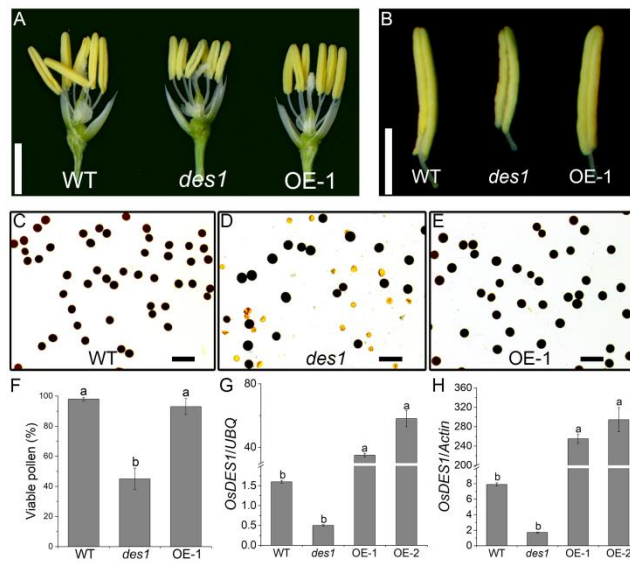 A
WT
des1
OE-1
B
WT
des1
OE-1
C
WT
D
des1
E
OE-1
F
a
b
a
Viable pollen (%)
100
80
60
40
20
0
WT
des1
OE-1
G
b
b
a
a
OsDES1/UBQ
60
40
1.5
1.0
0.5
0.0
WT
des1
OE-1
OE-2
H
b
b
a
a
OsDES1/Actin
320
280
240
200
8
6
4
2
0
WT
des1
OE-1
OE-2